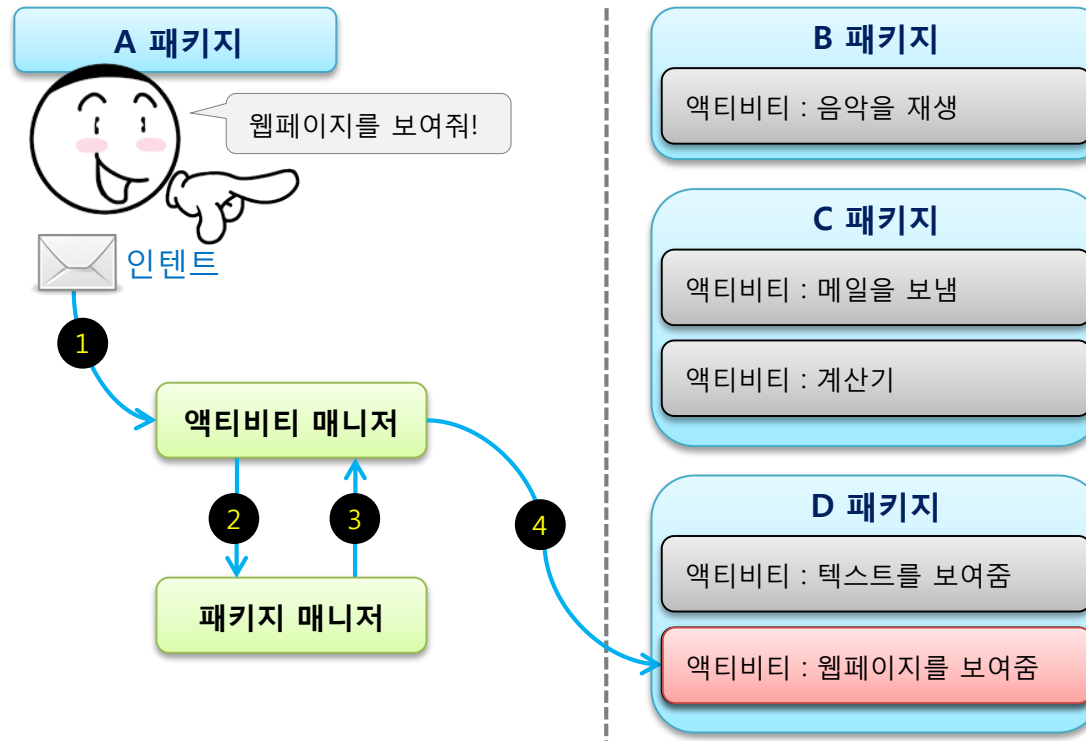 A 패키지
웹페이지를 보여줘!
인텐트
1
액티비티 매니저
2
3
4
패키지 매니저
B 패키지
액티비티 : 음악을 재생
C 패키지
액티비티 : 메일을 보냄
액티비티 : 계산기
D 패키지
액티비티 : 텍스트를 보여줌
액티비티 : 웹페이지를 보여줌